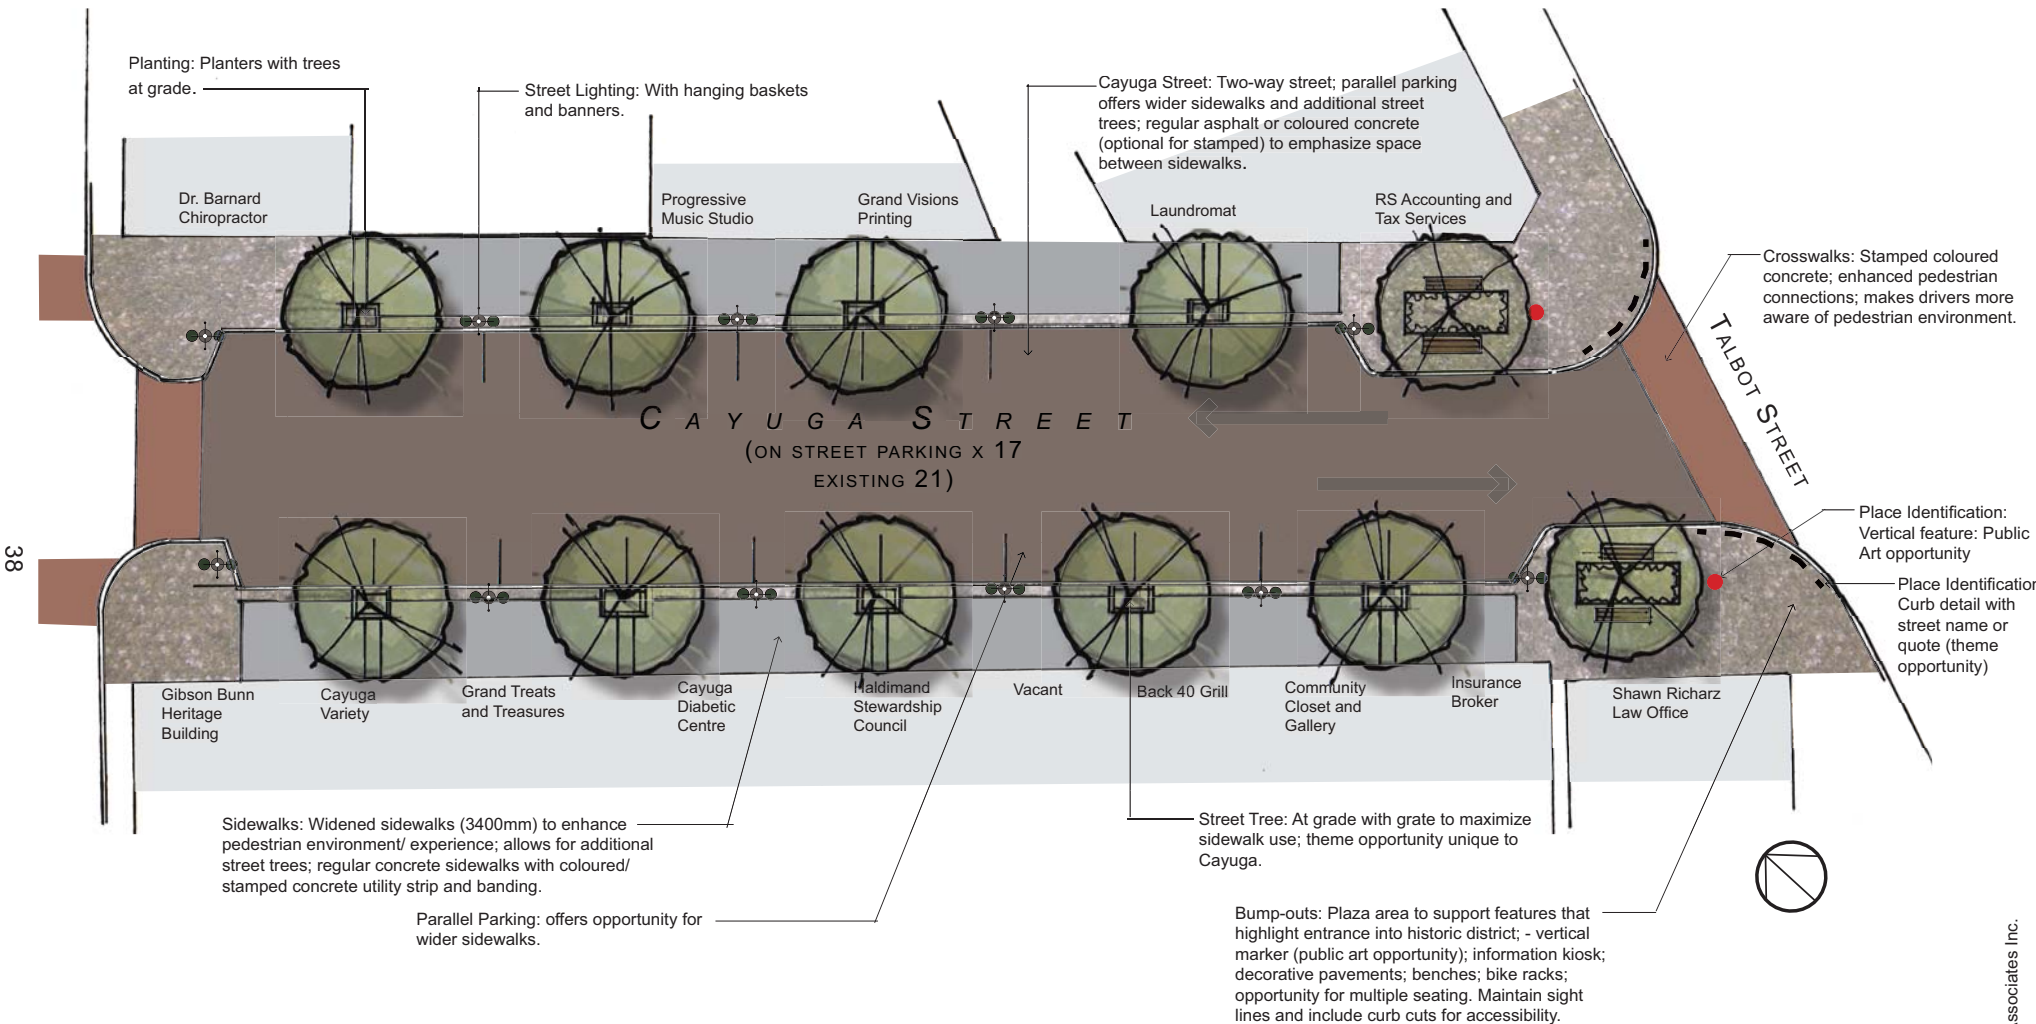 Planting: Planters with trees
at grade.
Street Lighting: With hanging baskets
and banners.
Cayuga Street: Two-way street; parallel parking
offers wider sidewalks and additional street
trees; regular asphalt or coloured concrete
(optional for stamped) to emphasize space
between sidewalks.
Dr. Barnard
Chiropractor
Progressive
Music Studio
Grand Visions
Printing
Laundromat
RS Accounting and
Tax Services
Crosswalks: Stamped coloured
concrete; enhanced pedestrian
connections; makes drivers more
aware of pedestrian environment.
TALBOT STREET
CAYUGA STREET
(ON STREET PARKING X 17
EXISTING 21)
Place Identification:
Vertical feature: Public
Art opportunity
Place Identification
Curb detail with
street name or
quote (theme
opportunity)
38
Gibson Bunn
Heritage
Building
Cayuga
Variety
Grand Treats
and Treasures
Cayuga
Diabetic
Centre
Haldimand
Stewardship
Council
Vacant
Back 40 Grill
Community
Closet and
Gallery
Insurance
Broker
Shawn Richarz
Law Office
Sidewalks: Widened sidewalks (3400mm) to enhance
pedestrian environment/ experience; allows for additional
street trees; regular concrete sidewalks with coloured/
stamped concrete utility strip and banding.
Parallel Parking: offers opportunity for
wider sidewalks.
Street Tree: At grade with grate to maximize
sidewalk use; theme opportunity unique to
Cayuga.
Bump-outs: Plaza area to support features that
highlight entrance into historic district; - vertical
marker (public art opportunity); information kiosk;
decorative pavements; benches; bike racks;
opportunity for multiple seating. Maintain sight
lines and include curb cuts for accessibility.
ssociates Inc.